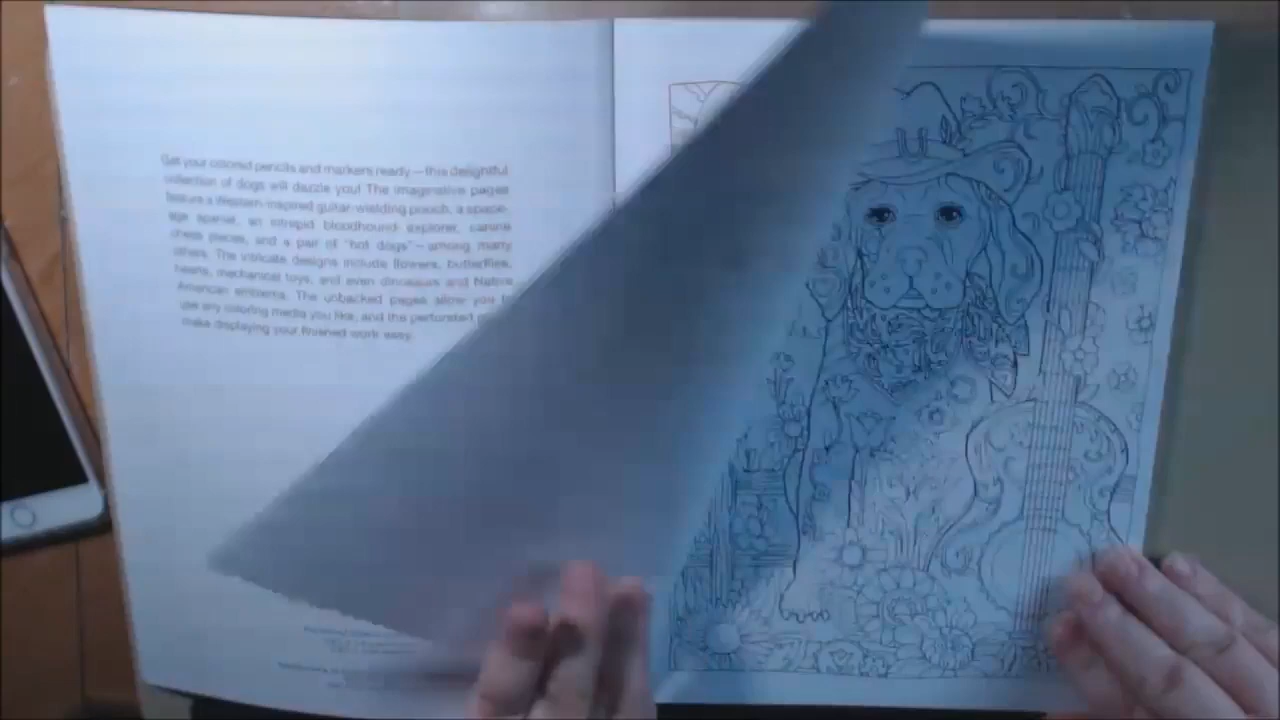 Get your colored pencils and markers ready—this delightful
collection of dogs will dazzle you! The imaginative pages
feature a Western-inspired guitar-wielding pooch, a space-
age spaniel, an intrepid bloodhound explorer, canine
chess pieces, and a pair of "hot dogs"—among many
others. The intricate designs include flowers, butterflies,
hearts, mechanical toys, and even dinosaurs and Native
American emblems. The unbacked pages allow you
use any coloring media you like, and the perforated
make displaying your finished work easy.